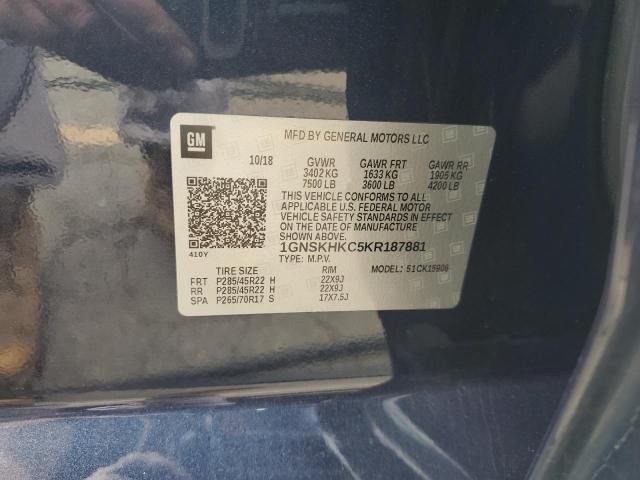 GM
MFD BY GENERAL MOTORS LLC
10/18 GVWR GAWR FRT GAWR RR
3402 KG 1633 KG 1905 KG
7500 LB 3600 LB 4200 LB
THIS VEHICLE CONFORMS TO ALL
APPLICABLE U.S. FEDERAL MOTOR
VEHICLE SAFETY STANDARDS IN EFFECT
ON THE DATE OF MANUFACTURE
SHOWN ABOVE.
1GNSKHKC5KR187881
410Y TYPE: M.P.V. MODEL: 51CK15906
TIRE SIZE RIM
FRT P285/45R22 H 22X9J
RR P285/45R22 H 22X9J
SPA P265/70R17 S 17X7.5J